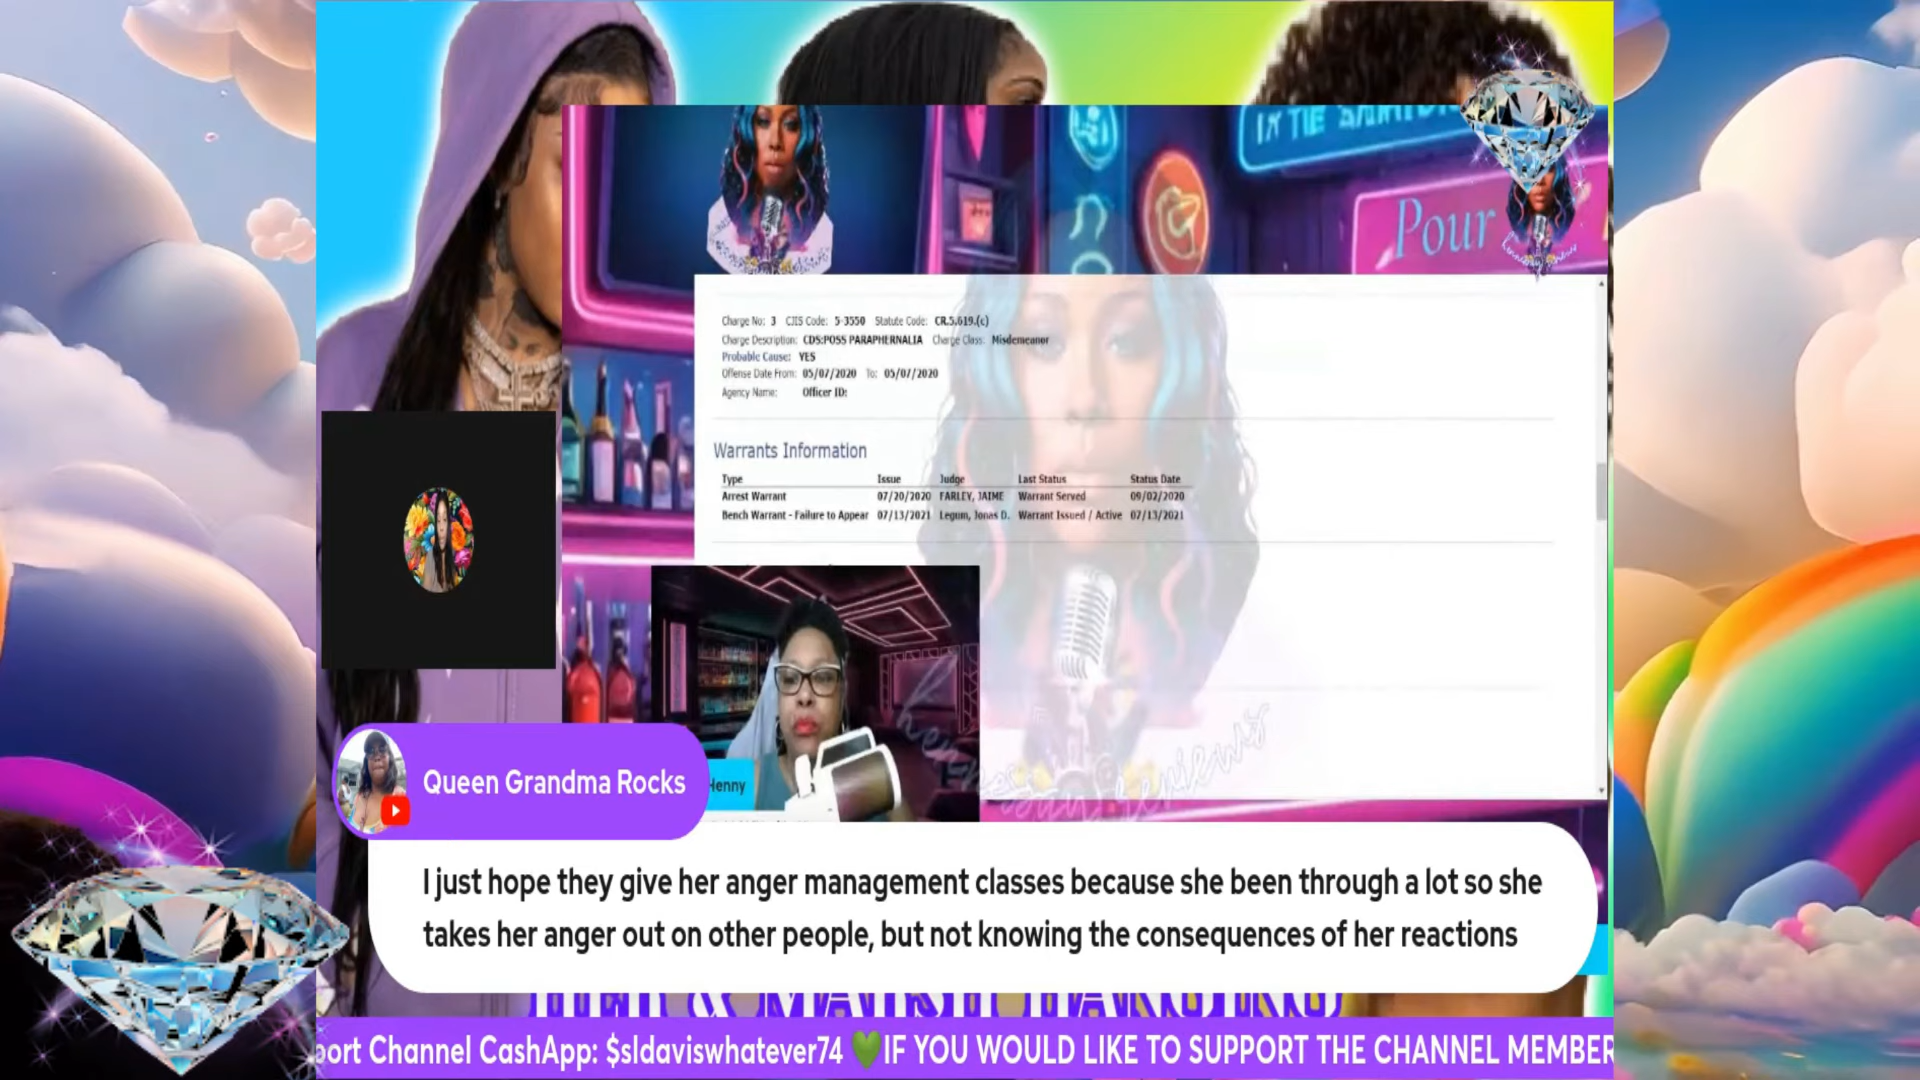 Pour
Charge No: 3 CJIS Code: 5-3550 Statute Code: CR.5.619.(c)
Charge Description: CDS:POSS PARAPHERNALIA Charge Class: Misdemeanor
Probable Cause: YES
Offense Date From: 05/07/2020 To: 05/07/2020
Agency Name: Officer ID:
Warrants Information
Type Issue Judge Last Status Status Date
Arrest Warrant 07/20/2020 FARLEY, JAIME Warrant Served 09/02/2020
Bench Warrant - Failure to Appear 07/13/2021 Legum, Jonas D. Warrant Issued / Active 07/13/2021
hennessy reviews
Henny
Queen Grandma Rocks
I just hope they give her anger management classes because she been through a lot so she
takes her anger out on other people, but not knowing the consequences of her reactions
port Channel CashApp: $sldaviswhatever74 💚IF YOU WOULD LIKE TO SUPPORT THE CHANNEL MEMBER